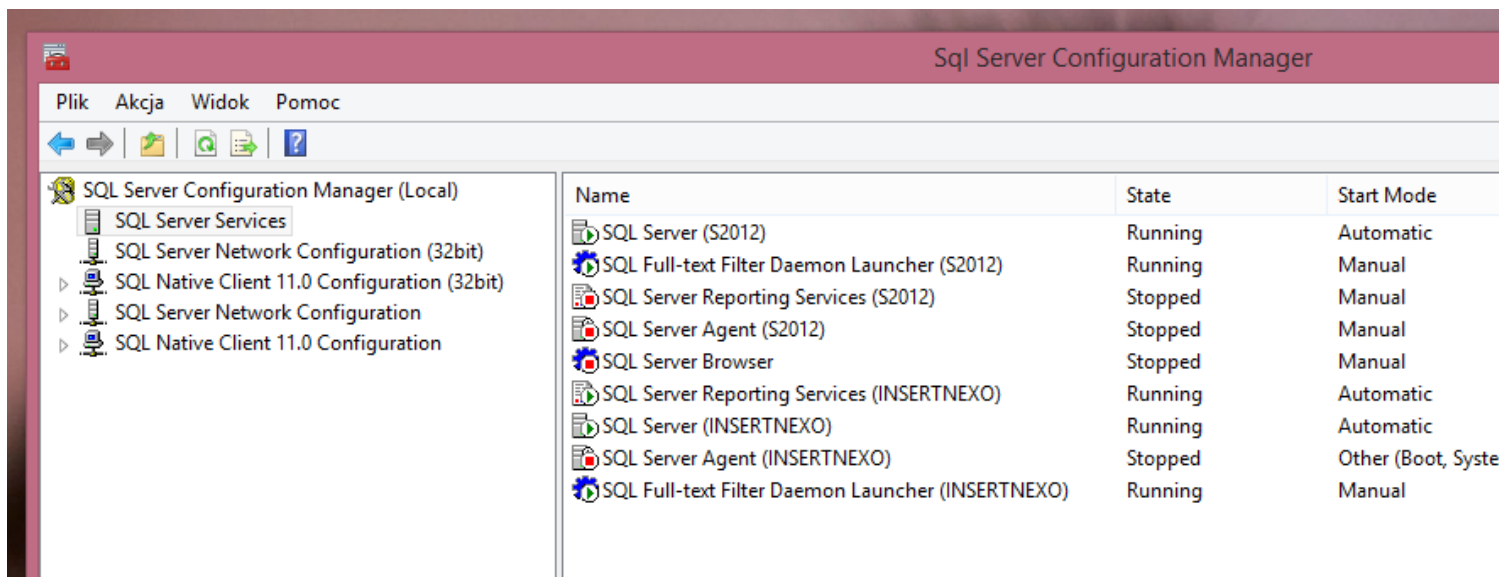 Sql Server Configuration Manager
Plik Akcja Widok Pomoc
SQL Server Configuration Manager (Local)
SQL Server Services
SQL Server Network Configuration (32bit)
SQL Native Client 11.0 Configuration (32bit)
SQL Server Network Configuration
SQL Native Client 11.0 Configuration
Name State Start Mode
SQL Server (S2012) Running Automatic
SQL Full-text Filter Daemon Launcher (S2012) Running Manual
SQL Server Reporting Services (S2012) Stopped Manual
SQL Server Agent (S2012) Stopped Manual
SQL Server Browser Stopped Manual
SQL Server Reporting Services (INSERTNEXO) Running Automatic
SQL Server (INSERTNEXO) Running Automatic
SQL Server Agent (INSERTNEXO) Stopped Other (Boot, Syste
SQL Full-text Filter Daemon Launcher (INSERTNEXO) Running Manual